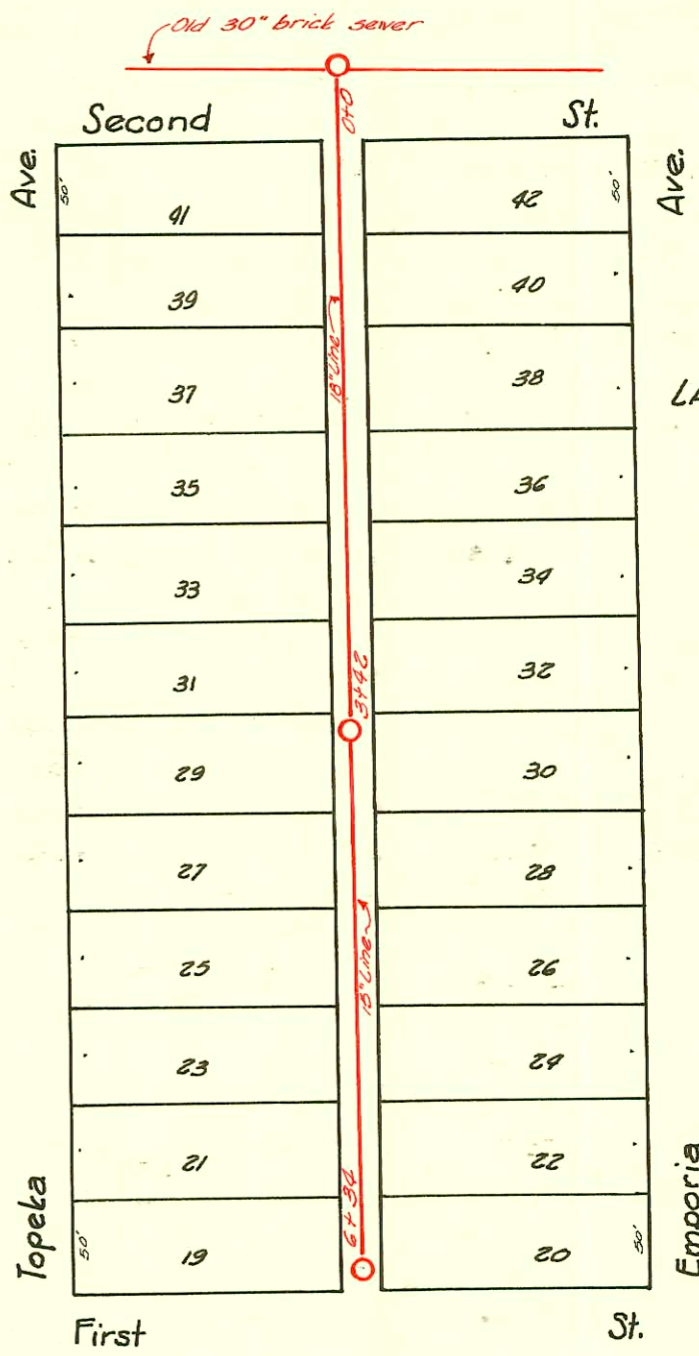 Old 30" brick sewer
0+0
Second St.
Ave. Ave.
50' 50'
41 42
39 40
18" Line
37 38
LA
35 36
33 34
31 32
3+42
29 30
27 28
18" Line
25 26
23 24
21 22
6+34
19 20
50' 50'
Topeka Emporia
First St.